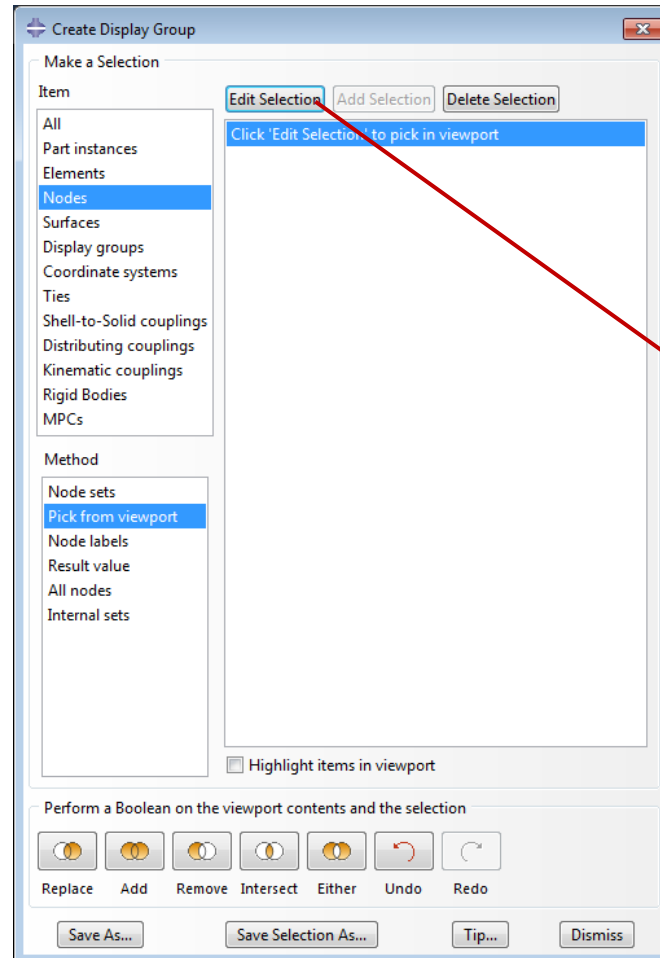 Create Display Group
Make a Selection
Item
Edit Selection Add Selection Delete Selection
All
Part instances
Elements
Nodes
Surfaces
Display groups
Coordinate systems
Ties
Shell-to-Solid couplings
Distributing couplings
Kinematic couplings
Rigid Bodies
MPCs
Click 'Edit Selection' to pick in viewport
Method
Node sets
Pick from viewport
Node labels
Result value
All nodes
Internal sets
Highlight items in viewport
Perform a Boolean on the viewport contents and the selection
Replace Add Remove Intersect Either Undo Redo
Save As... Save Selection As... Tip... Dismiss